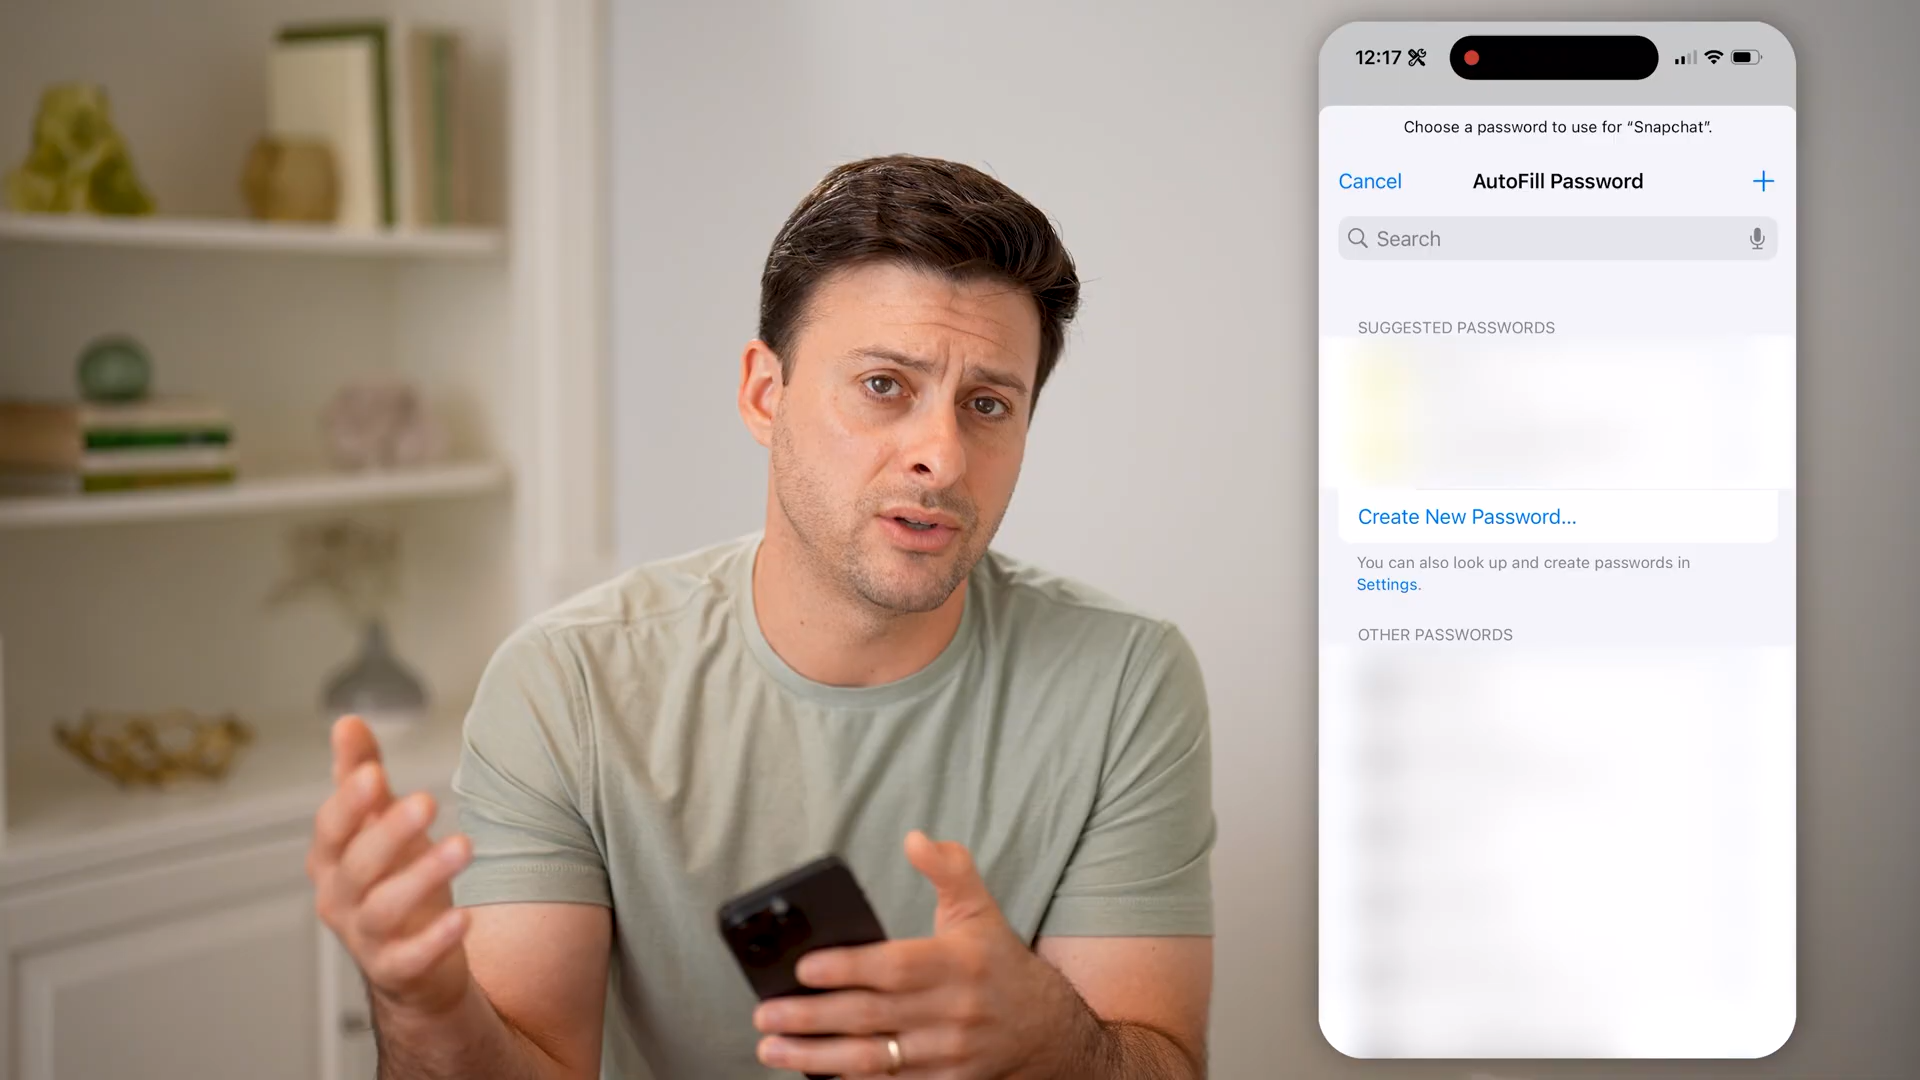 12:17
Choose a password to use for “Snapchat”.
Cancel
AutoFill Password
Search
SUGGESTED PASSWORDS
Create New Password...
You can also look up and create passwords in
Settings.
OTHER PASSWORDS